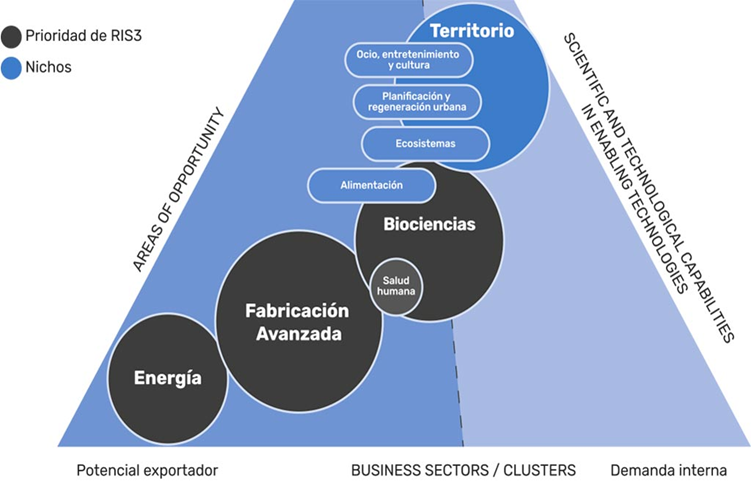 Prioridad de RIS3
Nichos
Territorio
Ocio, entretenimiento
y cultura
Planificación y
regeneración urbana
Ecosistemas
Alimentación
Biociencias
Salud
humana
Fabricación
Avanzada
Energía
AREAS OF OPPORTUNITY
SCIENTIFIC AND TECHNOLOGICAL CAPABILITIES
IN ENABLING TECHNOLOGIES
Potencial exportador
BUSINESS SECTORS / CLUSTERS
Demanda interna